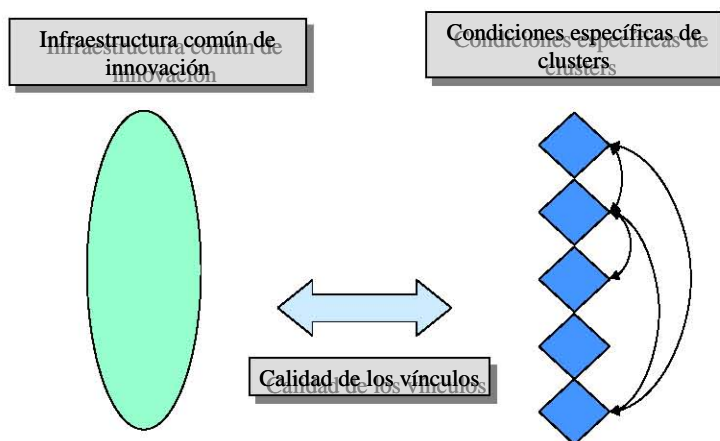 Infraestructura común de
innovación
Condiciones específicas de
clusters
Calidad de los vínculos